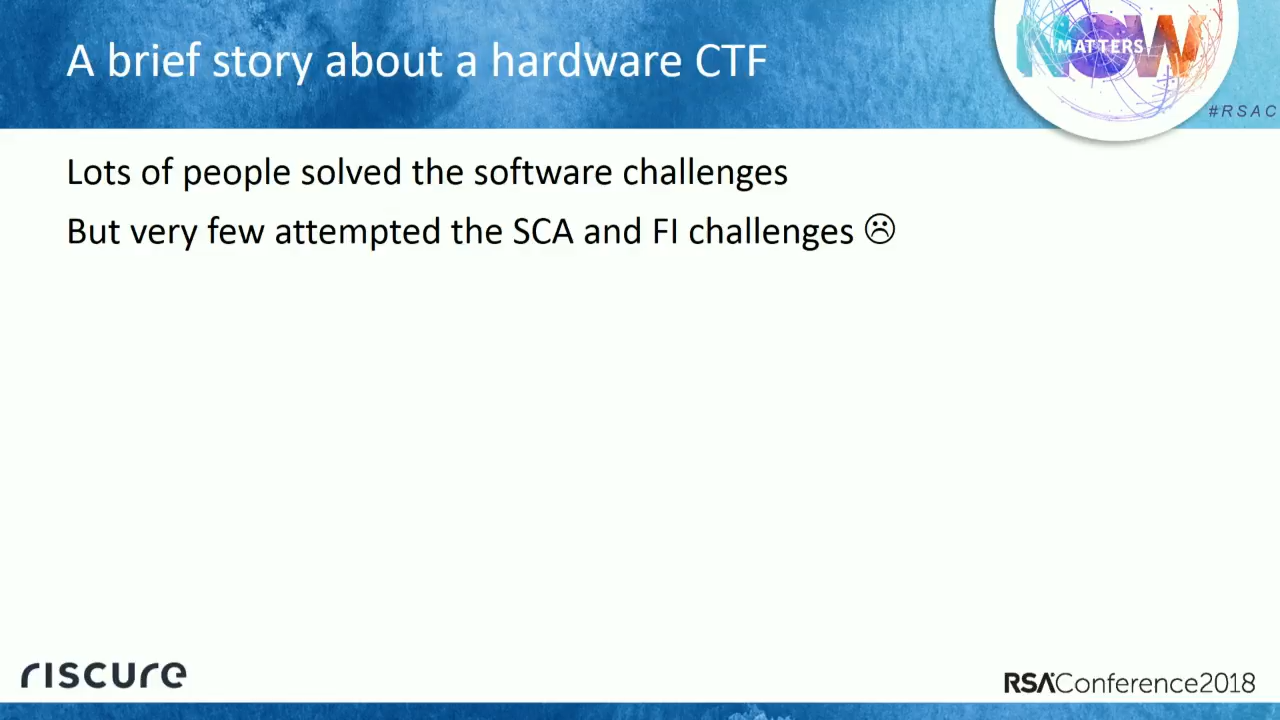 A brief story about a hardware CTF
NOW
MATTERS
#RSAC
Lots of people solved the software challenges
But very few attempted the SCA and FI challenges ☹
riscure
RSAConference2018